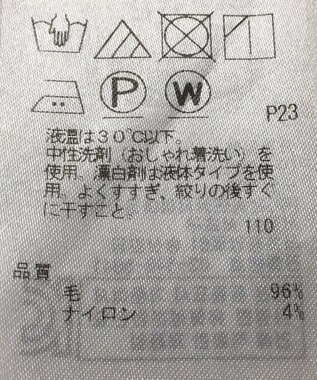 P W
P23
液温は30℃以下。
中性洗剤（おしゃれ着洗い）を
使用。漂白剤は液体タイプを使
用。よくすすぎ、絞りの後すぐ
に干すこと。
110
品質
毛 96%
ナイロン 4%